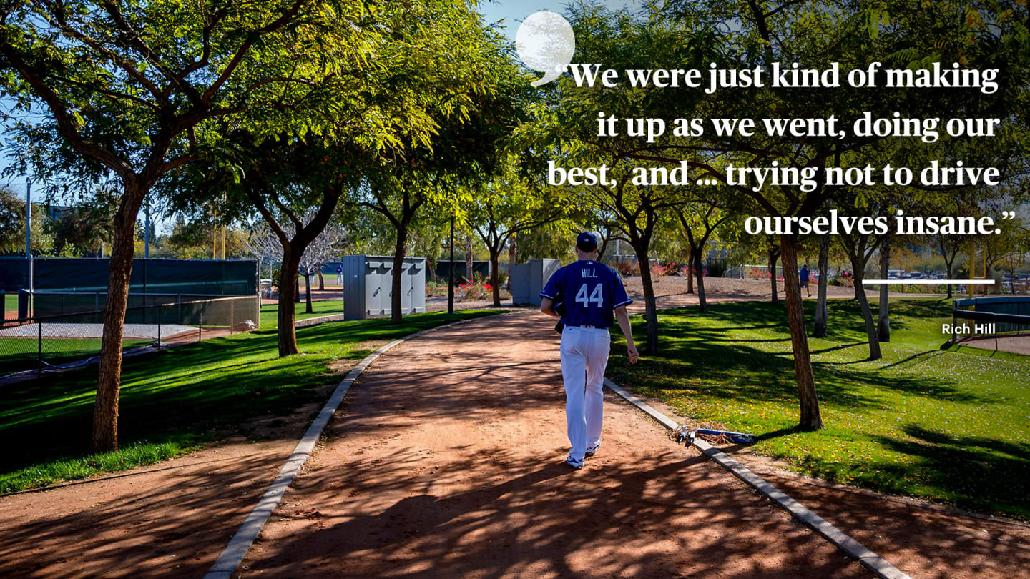 “We were just kind of making
it up as we went, doing our
best, and ... trying not to drive
ourselves insane.”
Rich Hill
HILL
44